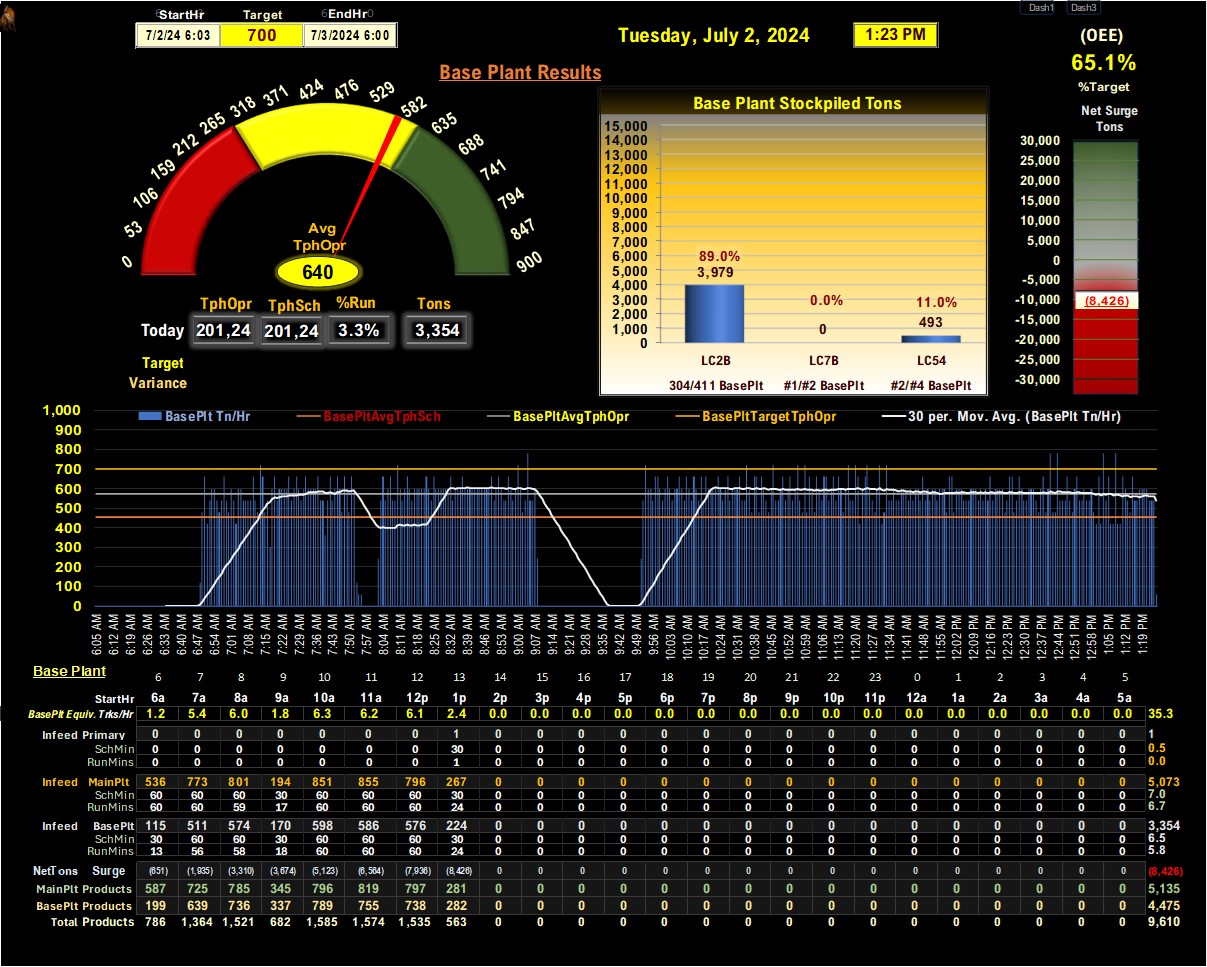 Dash1 Dash3
StartHr Target EndHr
7/2/24 6:03 700 7/3/2024 6:00
Tuesday, July 2, 2024 1:23 PM
(OEE)
65.1%
%Target
Net Surge
Tons
Base Plant Results
0 53 106 159 212 265 318 371 424 476 529 582 635 688 741 794 847 900
Avg
TphOpr
640
TphOpr TphSch %Run Tons
Today 201,24 201,24 3.3% 3,354
Target
Variance
Base Plant Stockpiled Tons
15,000
14,000
13,000
12,000
11,000
10,000
9,000
8,000
7,000
6,000
5,000
4,000
3,000
2,000
1,000
0
89.0%
3,979
0.0%
0
11.0%
493
LC2B LC7B LC54
304/411 BasePlt #1/#2 BasePlt #2/#4 BasePlt
30,000
25,000
20,000
15,000
10,000
5,000
0
-5,000
-10,000
-15,000
-20,000
-25,000
-30,000
(8,426)
BasePlt Tn/Hr BasePltAvgTphSch BasePltAvgTphOpr BasePltTargetTphOpr 30 per. Mov. Avg. (BasePlt Tn/Hr)
1,000
900
800
700
600
500
400
300
200
100
0
6:05 AM 6:12 AM 6:19 AM 6:26 AM 6:33 AM 6:40 AM 6:47 AM 6:54 AM 7:01 AM 7:08 AM 7:15 AM 7:22 AM 7:29 AM 7:36 AM 7:43 AM 7:50 AM 7:57 AM 8:04 AM 8:11 AM 8:18 AM 8:25 AM 8:32 AM 8:39 AM 8:46 AM 8:53 AM 9:00 AM 9:07 AM 9:14 AM 9:21 AM 9:28 AM 9:35 AM 9:42 AM 9:49 AM 9:56 AM 10:03 AM 10:10 AM 10:17 AM 10:24 AM 10:31 AM 10:38 AM 10:45 AM 10:52 AM 10:59 AM 11:06 AM 11:13 AM 11:20 AM 11:27 AM 11:34 AM 11:41 AM 11:48 AM 11:55 AM 12:02 PM 12:09 PM 12:16 PM 12:23 PM 12:30 PM 12:37 PM 12:44 PM 12:51 PM 12:58 PM 1:05 PM 1:12 PM 1:19 PM
Base Plant
6 7 8 9 10 11 12 13 14 15 16 17 18 19 20 21 22 23 0 1 2 3 4 5
StartHr 6a 7a 8a 9a 10a 11a 12p 1p 2p 3p 4p 5p 6p 7p 8p 9p 10p 11p 12a 1a 2a 3a 4a 5a
BasePlt Equiv. Trks/Hr 1.2 5.4 6.0 1.8 6.3 6.2 6.1 2.4 0.0 0.0 0.0 0.0 0.0 0.0 0.0 0.0 0.0 0.0 0.0 0.0 0.0 0.0 0.0 0.0 35.3
Infeed Primary 0 0 0 0 0 0 0 1 0 0 0 0 0 0 0 0 0 0 0 0 0 0 0 0 1
SchMin 0 0 0 0 0 0 0 30 0 0 0 0 0 0 0 0 0 0 0 0 0 0 0 0 0.5
RunMins 0 0 0 0 0 0 0 1 0 0 0 0 0 0 0 0 0 0 0 0 0 0 0 0 0.0
Infeed MainPlt 536 773 801 194 851 855 796 267 0 0 0 0 0 0 0 0 0 0 0 0 0 0 0 0 5,073
SchMin 60 60 60 30 60 60 60 30 0 0 0 0 0 0 0 0 0 0 0 0 0 0 0 0 7.0
RunMins 60 60 59 17 60 60 60 24 0 0 0 0 0 0 0 0 0 0 0 0 0 0 0 0 6.7
Infeed BasePlt 115 511 574 170 598 586 576 224 0 0 0 0 0 0 0 0 0 0 0 0 0 0 0 0 3,354
SchMin 30 60 60 30 60 60 60 30 0 0 0 0 0 0 0 0 0 0 0 0 0 0 0 0 6.5
RunMins 13 56 58 18 60 60 60 24 0 0 0 0 0 0 0 0 0 0 0 0 0 0 0 0 5.8
NetTons Surge (651) (1,935) (3,310) (3,674) (5,123) (6,564) (7,936) (8,426) 0 0 0 0 0 0 0 0 0 0 0 0 0 0 0 0 (8,426)
MainPlt Products 587 725 785 345 796 819 797 281 0 0 0 0 0 0 0 0 0 0 0 0 0 0 0 0 5,135
BasePlt Products 199 639 736 337 789 755 738 282 0 0 0 0 0 0 0 0 0 0 0 0 0 0 0 0 4,475
Total Products 786 1,364 1,521 682 1,585 1,574 1,535 563 0 0 0 0 0 0 0 0 0 0 0 0 0 0 0 0 9,610